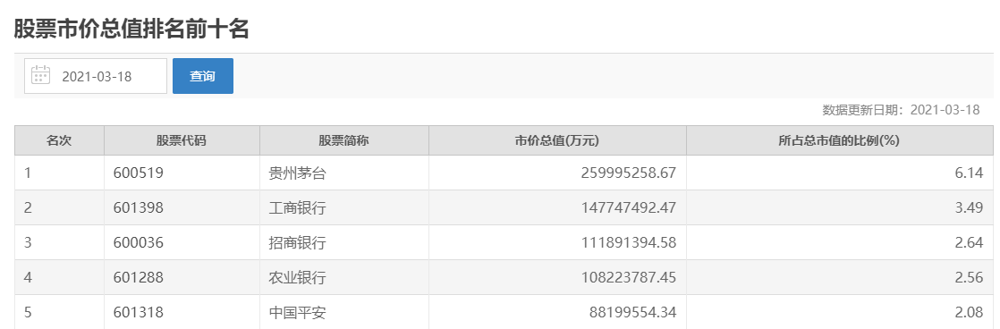 股票市价总值排名前十名
2021-03-18 查询
数据更新日期：2021-03-18
名次 股票代码 股票简称 市价总值(万元) 所占总市值的比例(%)
1 600519 贵州茅台 259995258.67 6.14
2 601398 工商银行 147747492.47 3.49
3 600036 招商银行 111891394.58 2.64
4 601288 农业银行 108223787.45 2.56
5 601318 中国平安 88199554.34 2.08